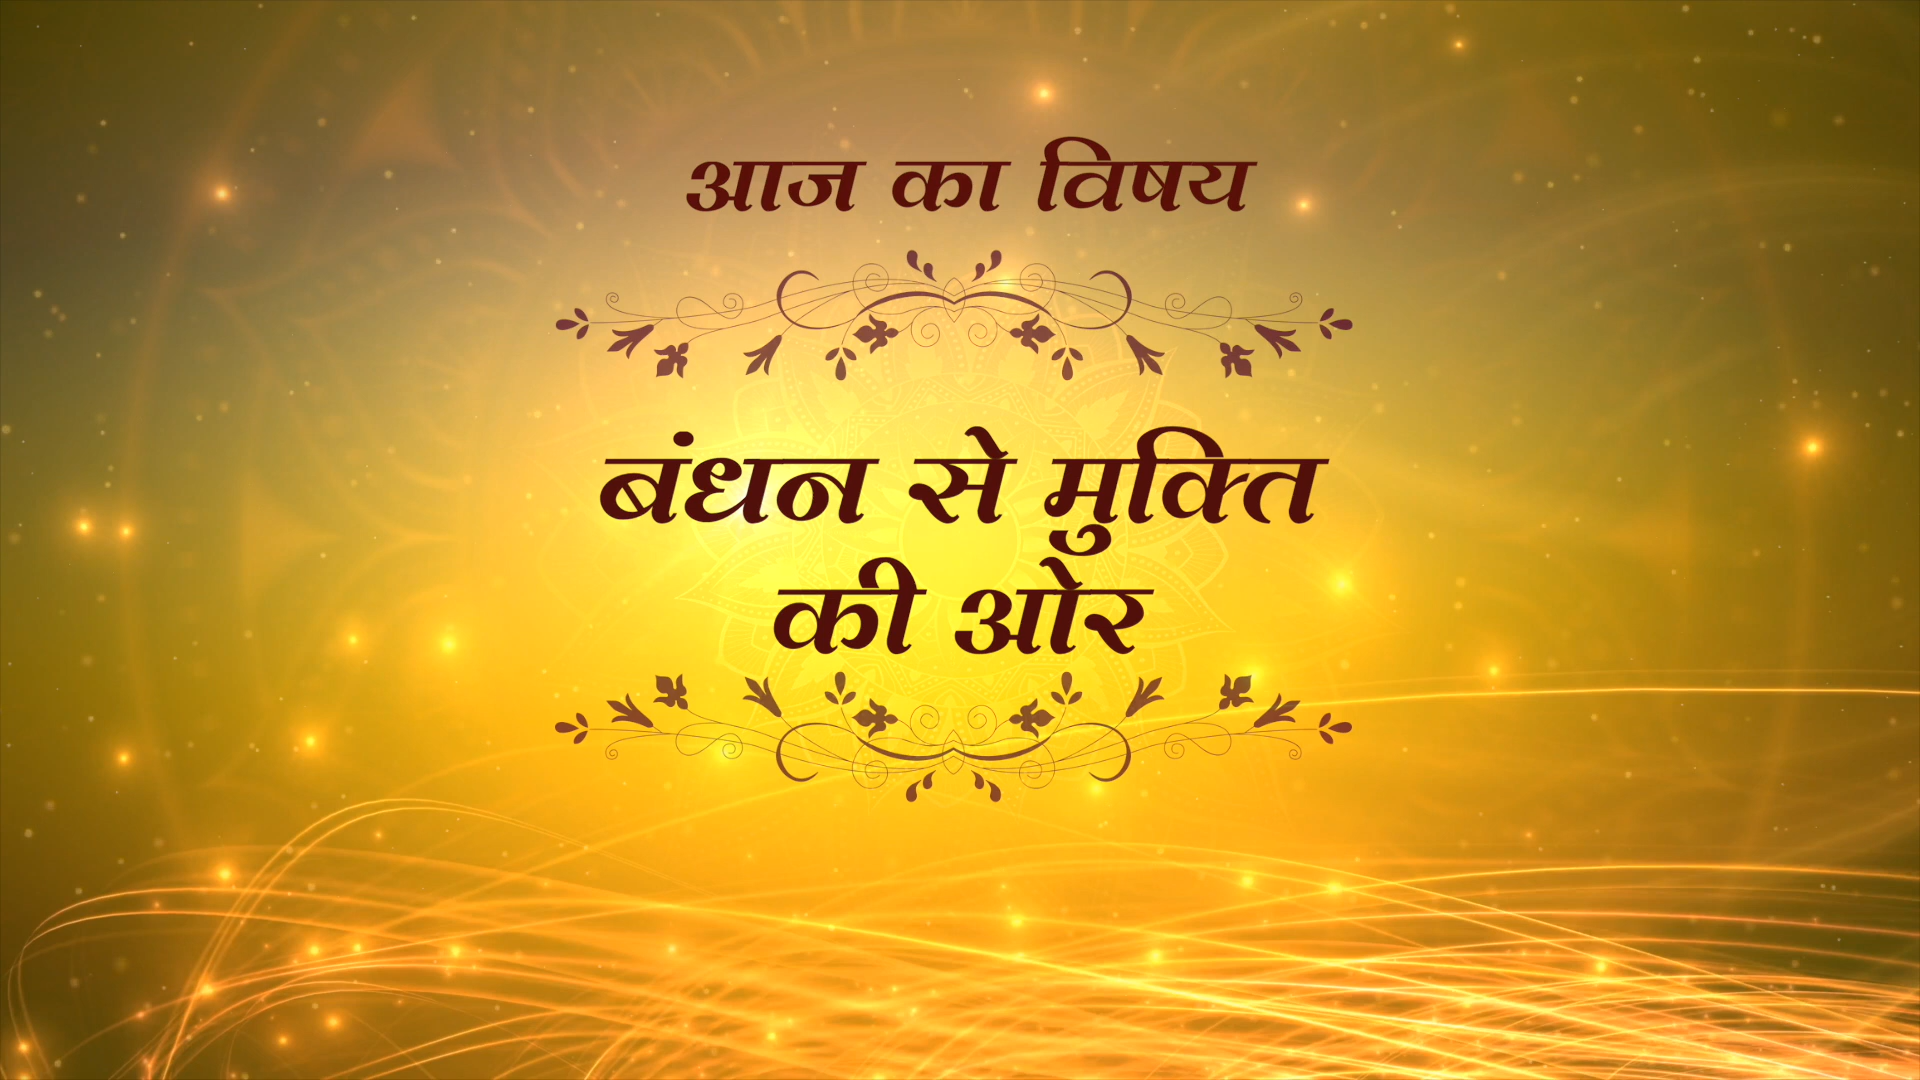 आज का विषय
बंधन से मुक्ति
की ओर